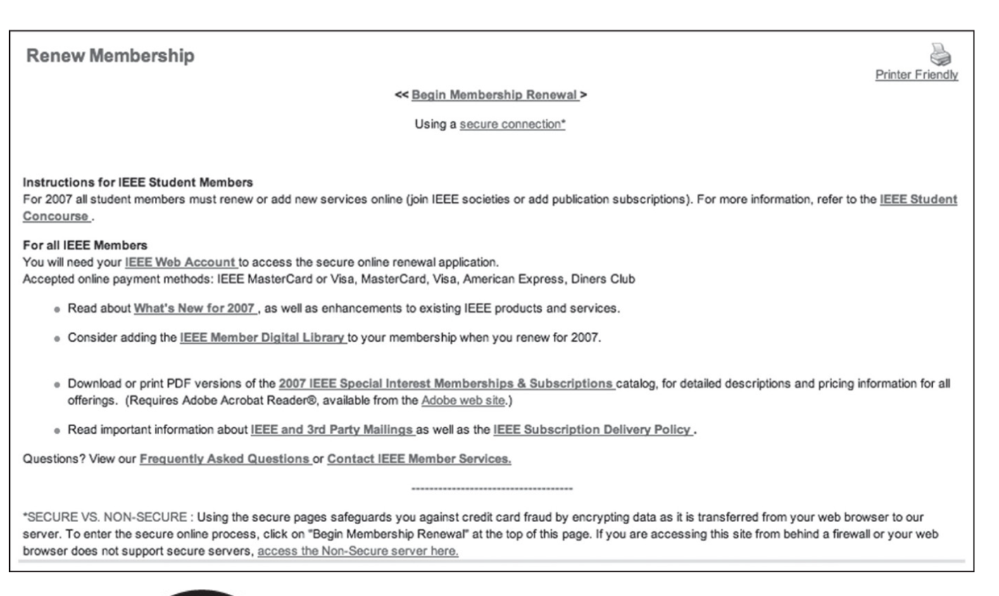 Renew Membership
Printer Friendly
<< Begin Membership Renewal >
Using a secure connection*
Instructions for IEEE Student Members
For 2007 all student members must renew or add new services online (join IEEE societies or add publication subscriptions). For more information, refer to the IEEE Student
Concourse .
For all IEEE Members
You will need your IEEE Web Account to access the secure online renewal application.
Accepted online payment methods: IEEE MasterCard or Visa, MasterCard, Visa, American Express, Diners Club
• Read about What's New for 2007 , as well as enhancements to existing IEEE products and services.
• Consider adding the IEEE Member Digital Library to your membership when you renew for 2007.
• Download or print PDF versions of the 2007 IEEE Special Interest Memberships & Subscriptions catalog, for detailed descriptions and pricing information for all
offerings. (Requires Adobe Acrobat Reader®, available from the Adobe web site.)
• Read important information about IEEE and 3rd Party Mailings as well as the IEEE Subscription Delivery Policy .
Questions? View our Frequently Asked Questions or Contact IEEE Member Services.
------------------------------------
*SECURE VS. NON-SECURE : Using the secure pages safeguards you against credit card fraud by encrypting data as it is transferred from your web browser to our
server. To enter the secure online process, click on "Begin Membership Renewal" at the top of this page. If you are accessing this site from behind a firewall or your web
browser does not support secure servers, access the Non-Secure server here.